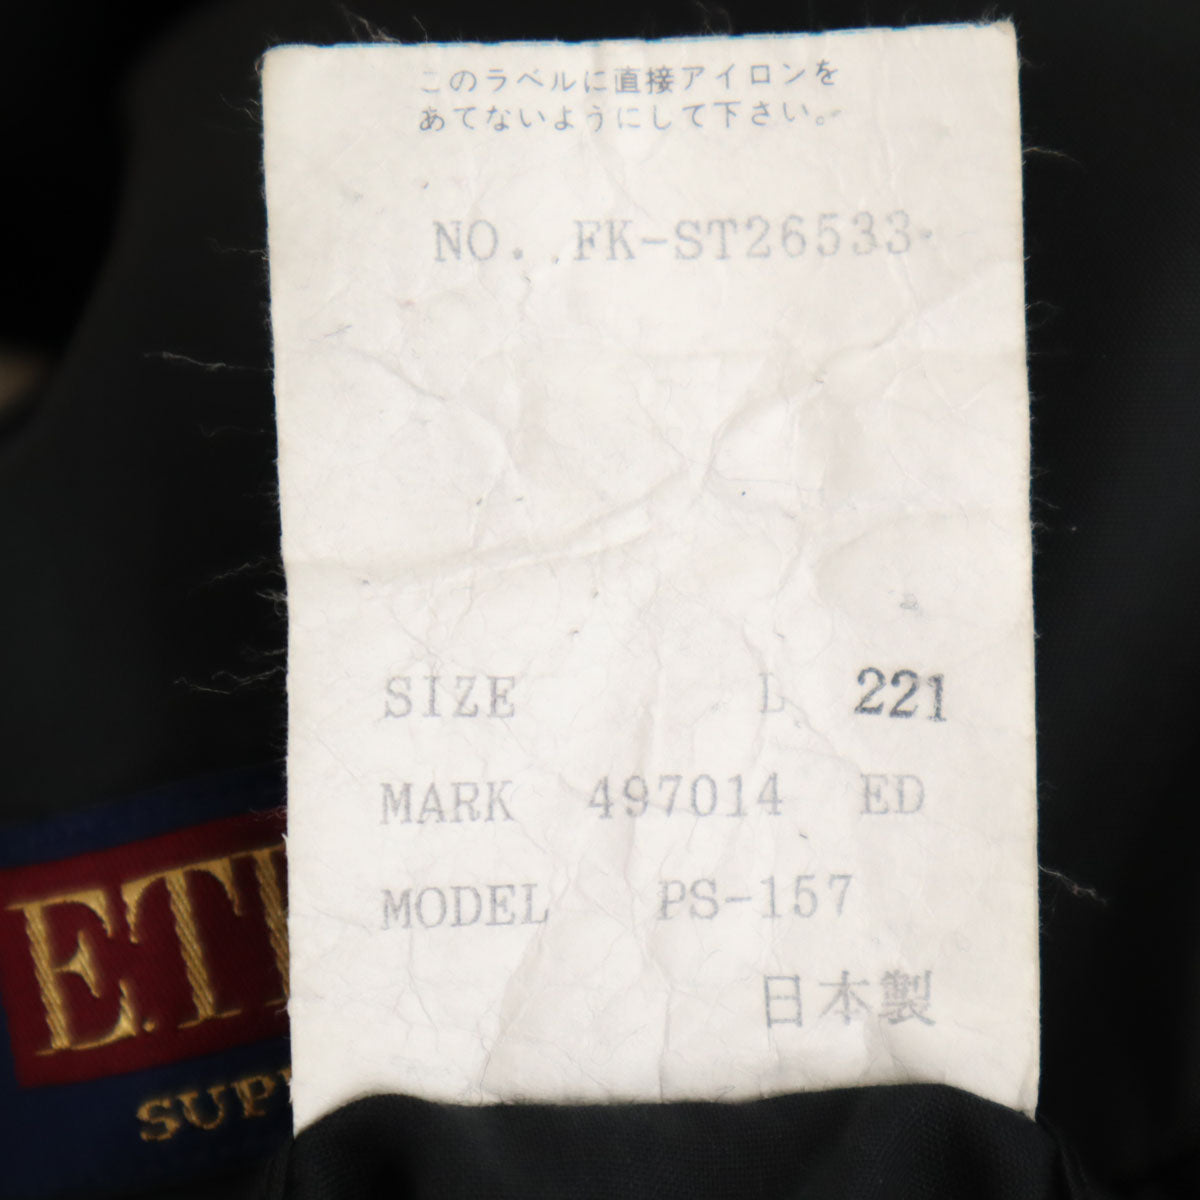 このラベルに直接アイロンを
あてないようにして下さい。
NO. FK-ST26533
SIZE L 221
MARK 497014 ED
MODEL PS-157
日本製